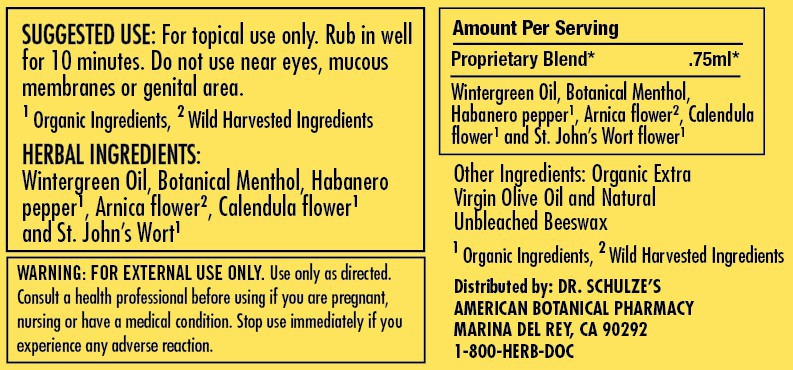 SUGGESTED USE: For topical use only. Rub in well
for 10 minutes. Do not use near eyes, mucous
membranes or genital area.
¹ Organic Ingredients, ² Wild Harvested Ingredients
HERBAL INGREDIENTS:
Wintergreen Oil, Botanical Menthol, Habanero
pepper¹, Arnica flower², Calendula flower¹
and St. John's Wort¹
WARNING: FOR EXTERNAL USE ONLY. Use only as directed.
Consult a health professional before using if you are pregnant,
nursing or have a medical condition. Stop use immediately if you
experience any adverse reaction.
Amount Per Serving
Proprietary Blend* .75ml*
Wintergreen Oil, Botanical Menthol,
Habanero pepper¹, Arnica flower², Calendula
flower¹ and St. John's Wort flower¹
Other Ingredients: Organic Extra
Virgin Olive Oil and Natural
Unbleached Beeswax
¹ Organic Ingredients, ² Wild Harvested Ingredients
Distributed by: DR. SCHULZE'S
AMERICAN BOTANICAL PHARMACY
MARINA DEL REY, CA 90292
1-800-HERB-DOC